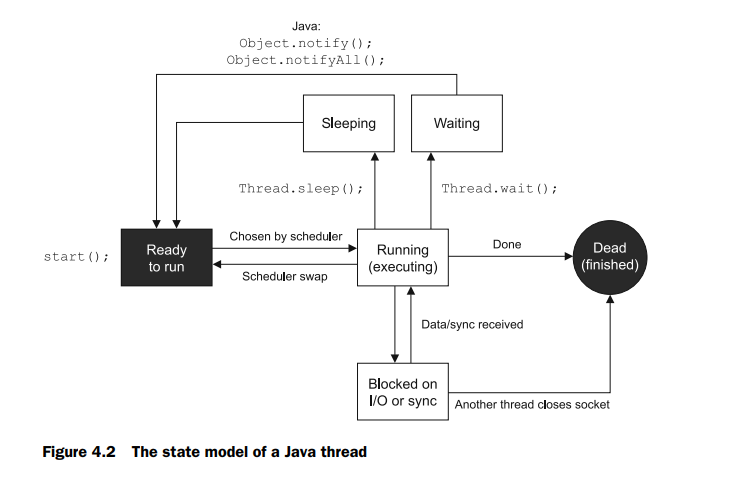 Java:
Object.notify();
Object.notifyAll();
Sleeping
Waiting
Thread.sleep();
Thread.wait();
start();
Ready
to run
Chosen by scheduler
Scheduler swap
Running
(executing)
Done
Dead
(finished)
Data/sync received
Blocked on
I/O or sync
Another thread closes socket
Figure 4.2 The state model of a Java thread